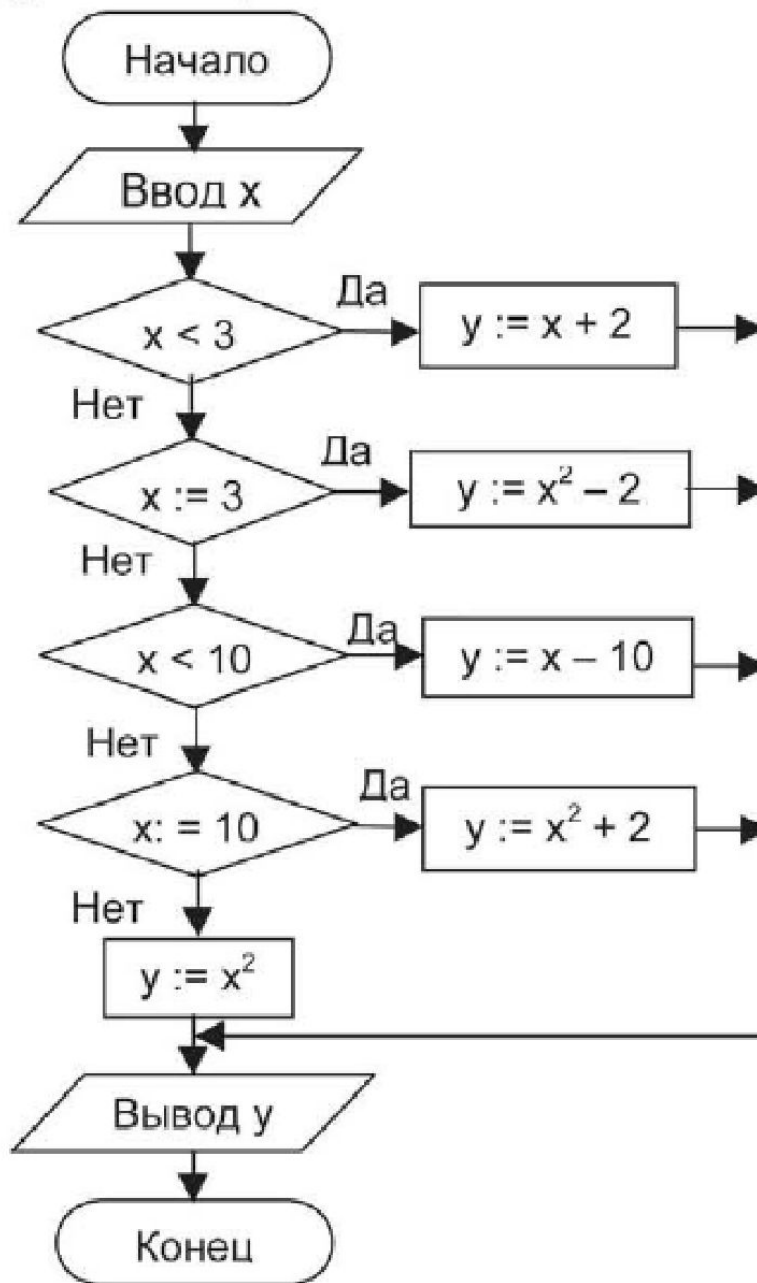 Начало
Ввод x
x < 3
Да
y := x + 2
Нет
x := 3
Да
y := x² – 2
Нет
x < 10
Да
y := x – 10
Нет
x: = 10
Да
y := x² + 2
Нет
y := x²
Вывод y
Конец